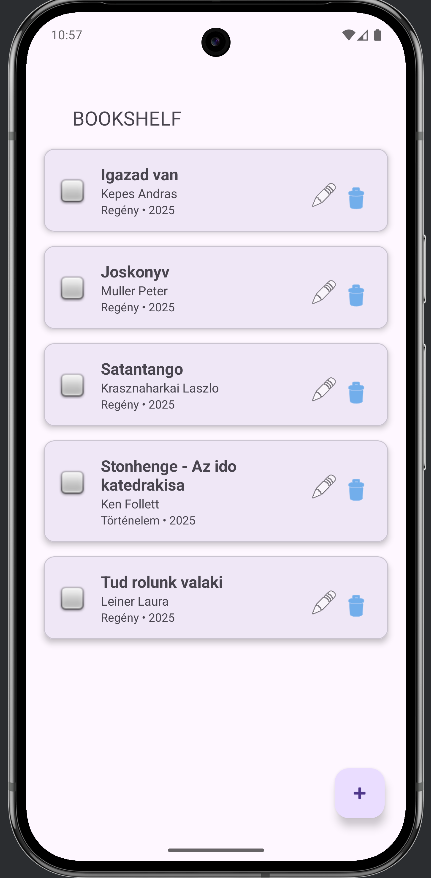 10:57
BOOKSHELF
Igazad van
Kepes Andras
Regény • 2025
Joskonyv
Muller Peter
Regény • 2025
Satantango
Krasznaharkai Laszlo
Regény • 2025
Stonhenge - Az ido
katedrakisa
Ken Follett
Történelem • 2025
Tud rolunk valaki
Leiner Laura
Regény • 2025
+